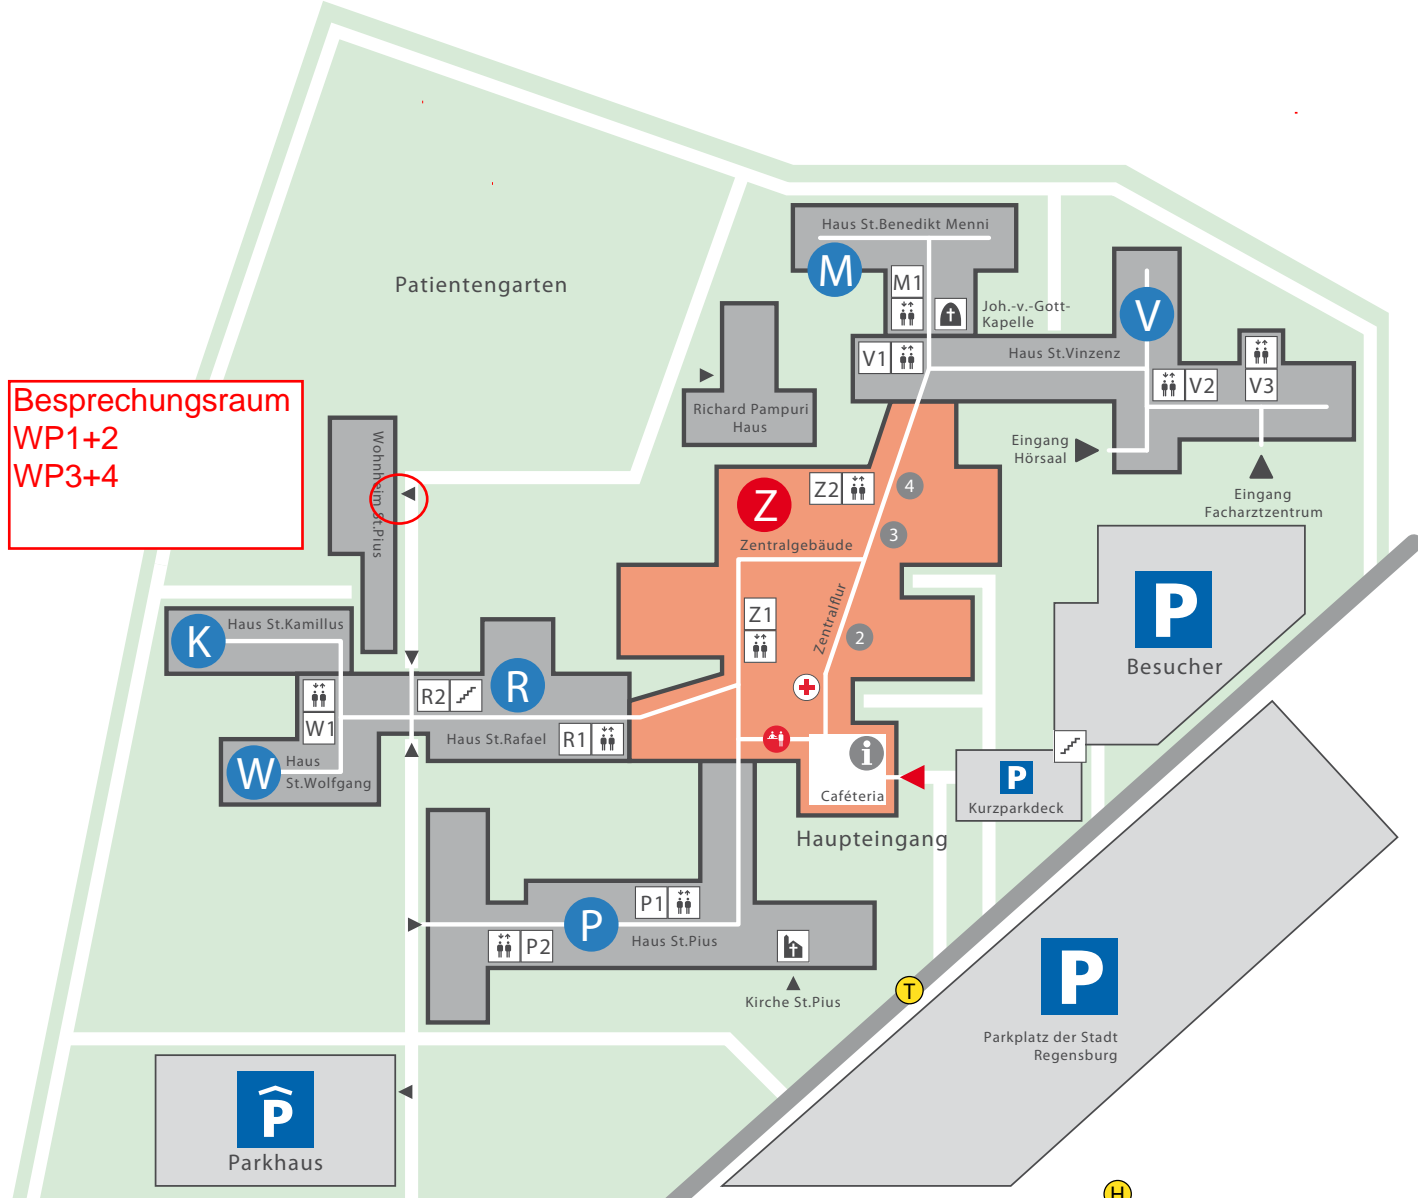 Haus St.Benedikt Menni
M
M1
Joh.-v.-Gott-
Kapelle
Patientengarten
V
V1
Haus St.Vinzenz
V2
V3
Richard Pampuri
Haus
Besprechungsraum
WP1+2
WP3+4
Wohnheim St.Pius
Eingang
Hörsaal
Eingang
Facharztzentrum
Z
Z2
4
3
Zentralgebäude
Z1
Zentralflur
2
P
Besucher
K
Haus St.Kamillus
R2
R
W1
Haus St.Rafael
R1
W
Haus
St.Wolfgang
i
Caféteria
P
Kurzparkdeck
Haupteingang
P1
P
Haus St.Pius
P2
Kirche St.Pius
T
P
Parkplatz der Stadt
Regensburg
P
Parkhaus
H